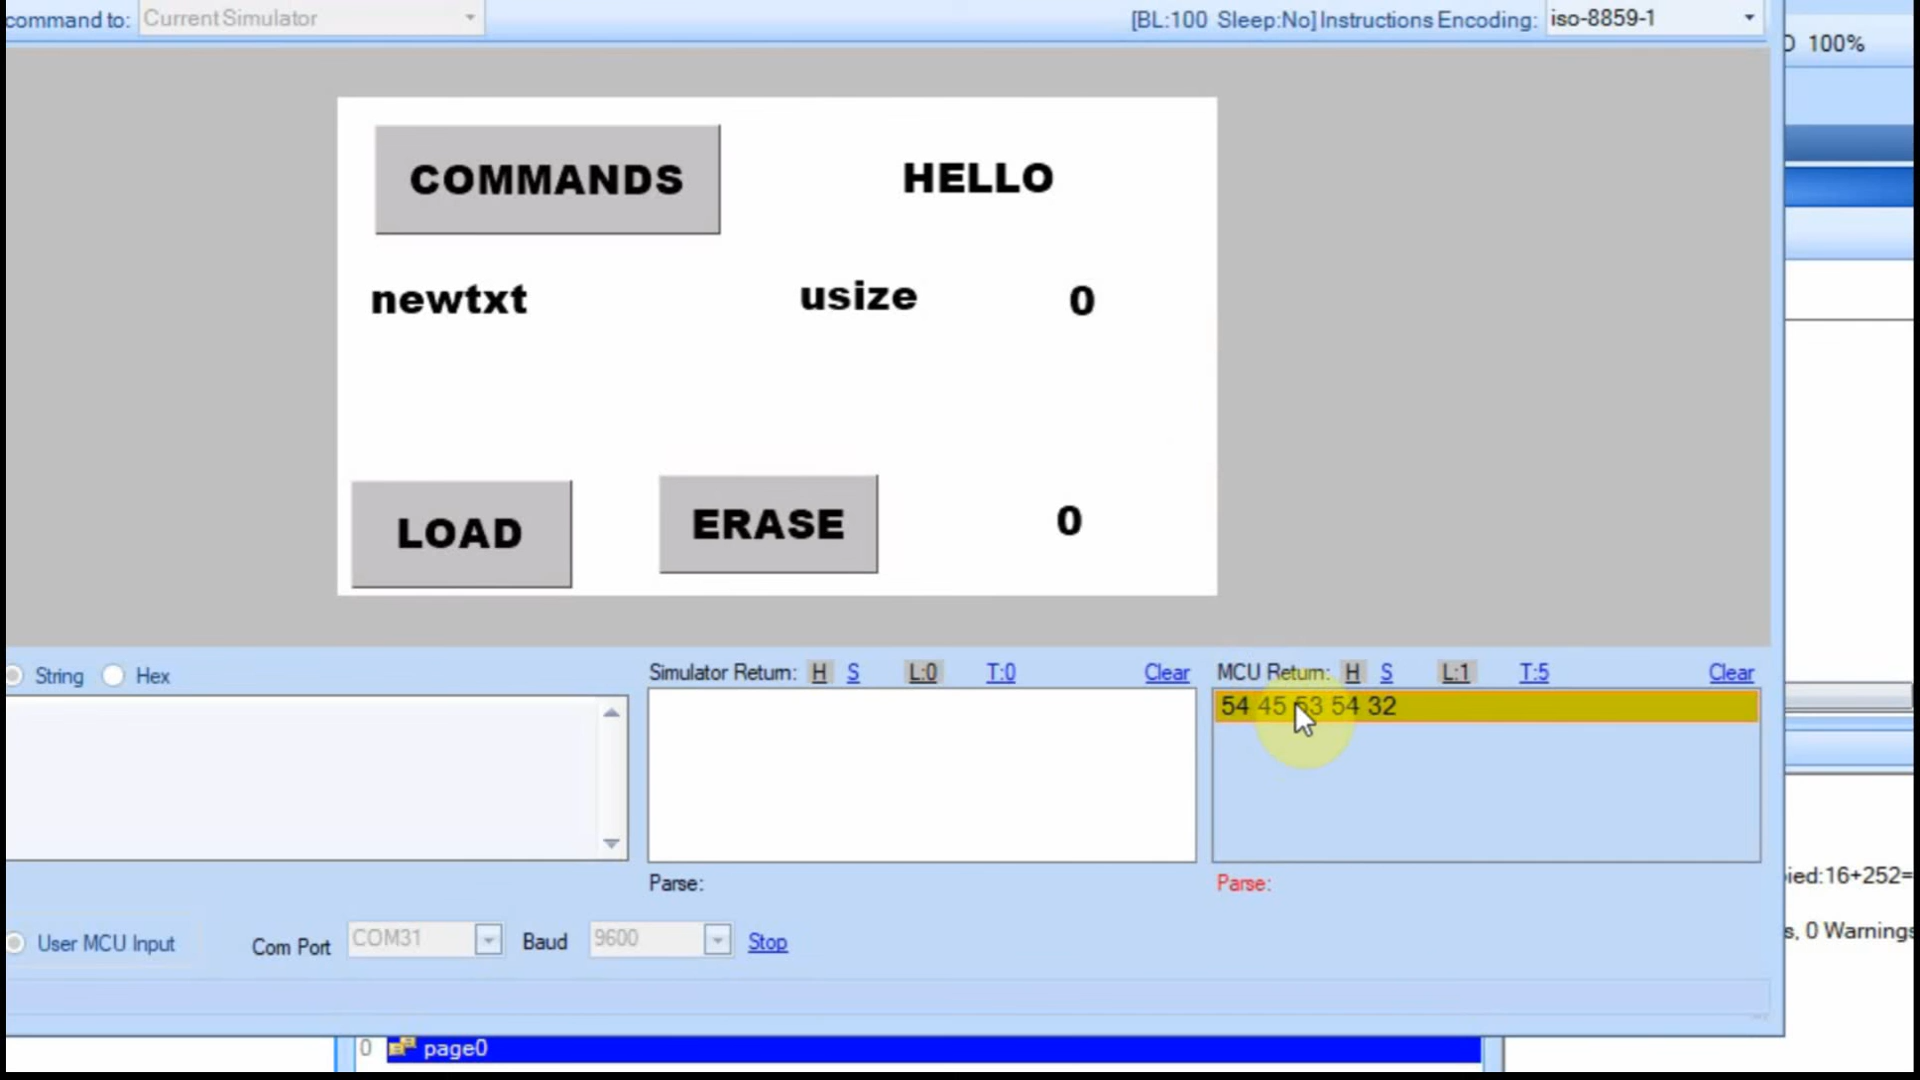 command to: Current Simulator [BL:100 Sleep:No] Instructions Encoding: iso-8859-1
100%
COMMANDS HELLO
newtxt usize 0
LOAD ERASE 0
String Hex Simulator Return: H S L:0 T:0 Clear MCU Return: H S L:1 T:5 Clear
54 45 53 54 32
Parse: Parse:
ied:16+252=
User MCU Input Com Port COM31 Baud 9600 Stop
s, 0 Warnings
0 page0